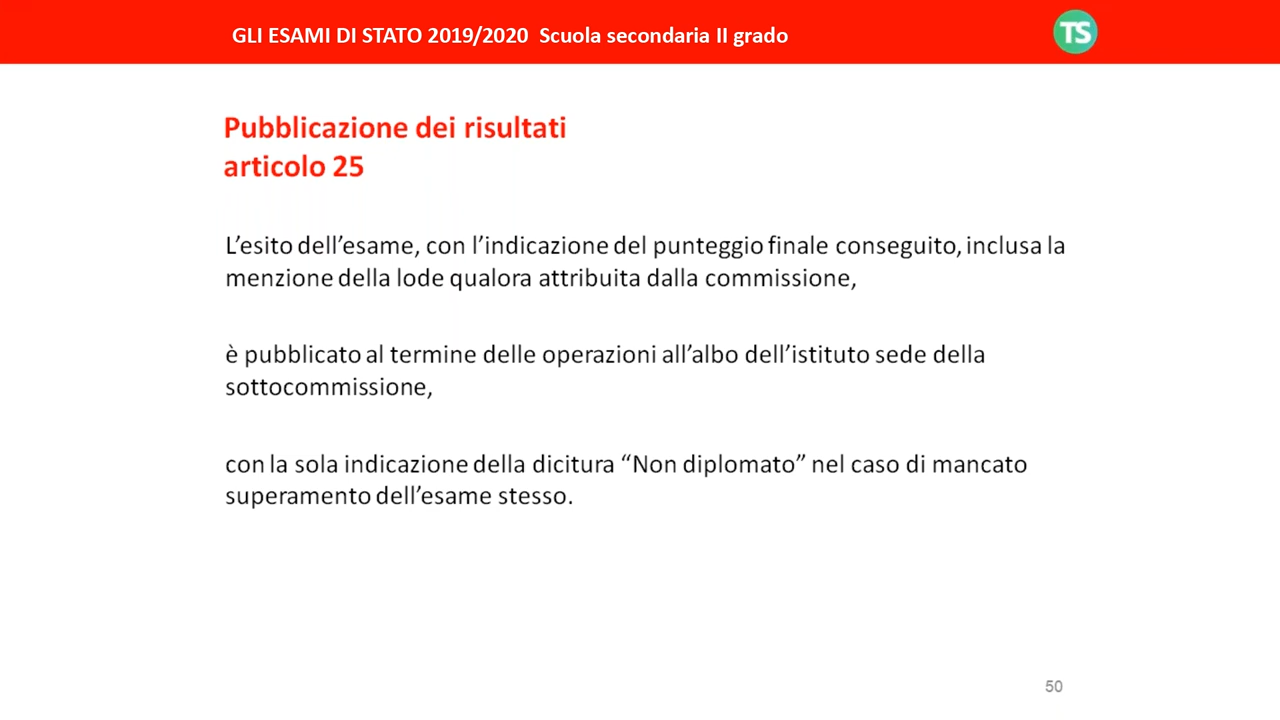 GLI ESAMI DI STATO 2019/2020 Scuola secondaria II grado
TS
Pubblicazione dei risultati
articolo 25
L’esito dell’esame, con l’indicazione del punteggio finale conseguito, inclusa la
menzione della lode qualora attribuita dalla commissione,
è pubblicato al termine delle operazioni all’albo dell’istituto sede della
sottocommissione,
con la sola indicazione della dicitura “Non diplomato” nel caso di mancato
superamento dell’esame stesso.
50